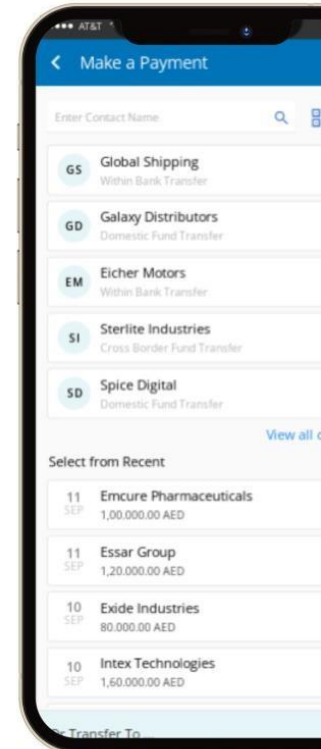 AT&T
Make a Payment
Enter Contact Name
GS
Global Shipping
Within Bank Transfer
GD
Galaxy Distributors
Domestic Fund Transfer
EM
Eicher Motors
Within Bank Transfer
SI
Sterlite Industries
Cross Border Fund Transfer
SD
Spice Digital
Domestic Fund Transfer
View all
Select from Recent
11
SEP
Emcure Pharmaceuticals
1,00.000.00 AED
11
SEP
Essar Group
1,20.000.00 AED
10
SEP
Exide Industries
80.000.00 AED
10
SEP
Intex Technologies
1,60.000.00 AED
Or Transfer To....